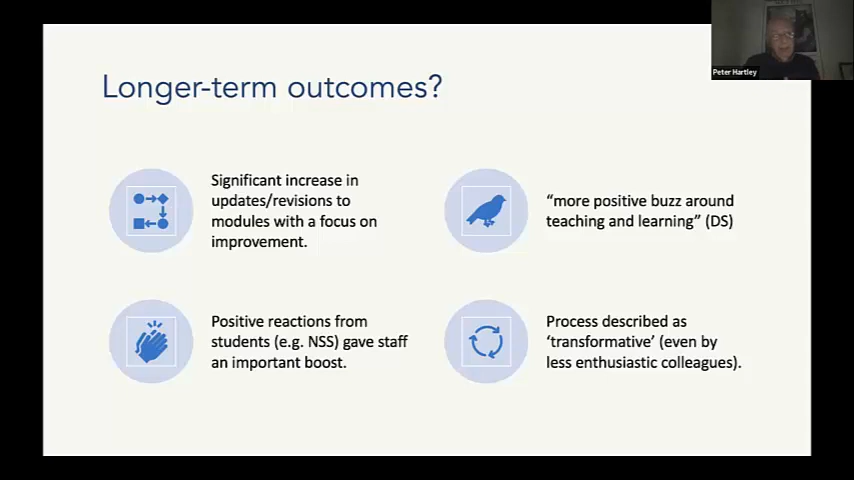 Longer-term outcomes?
Significant increase in
updates/revisions to
modules with a focus on
improvement.
“more positive buzz around
teaching and learning” (DS)
Positive reactions from
students (e.g. NSS) gave staff
an important boost.
Process described as
‘transformative’ (even by
less enthusiastic colleagues).
Peter Hartley